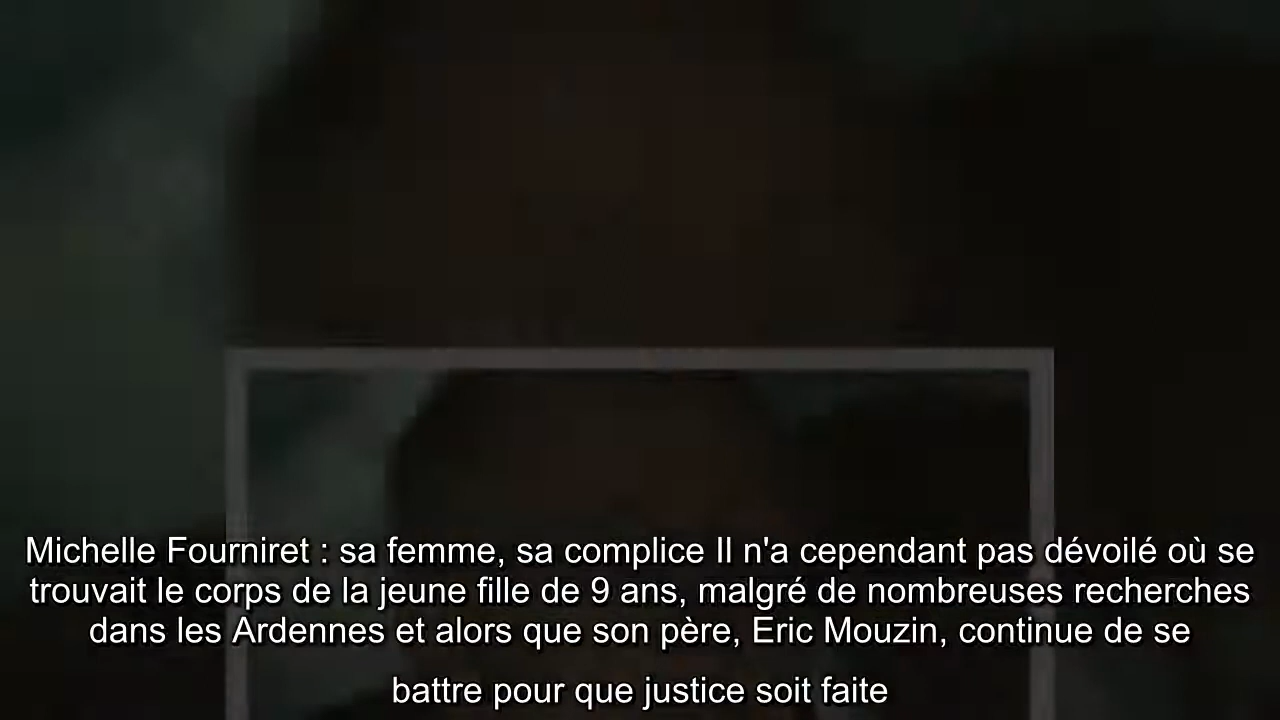 Michelle Fourniret : sa femme, sa complice Il n'a cependant pas dévoilé où se
trouvait le corps de la jeune fille de 9 ans, malgré de nombreuses recherches
dans les Ardennes et alors que son père, Eric Mouzin, continue de se
battre pour que justice soit faite